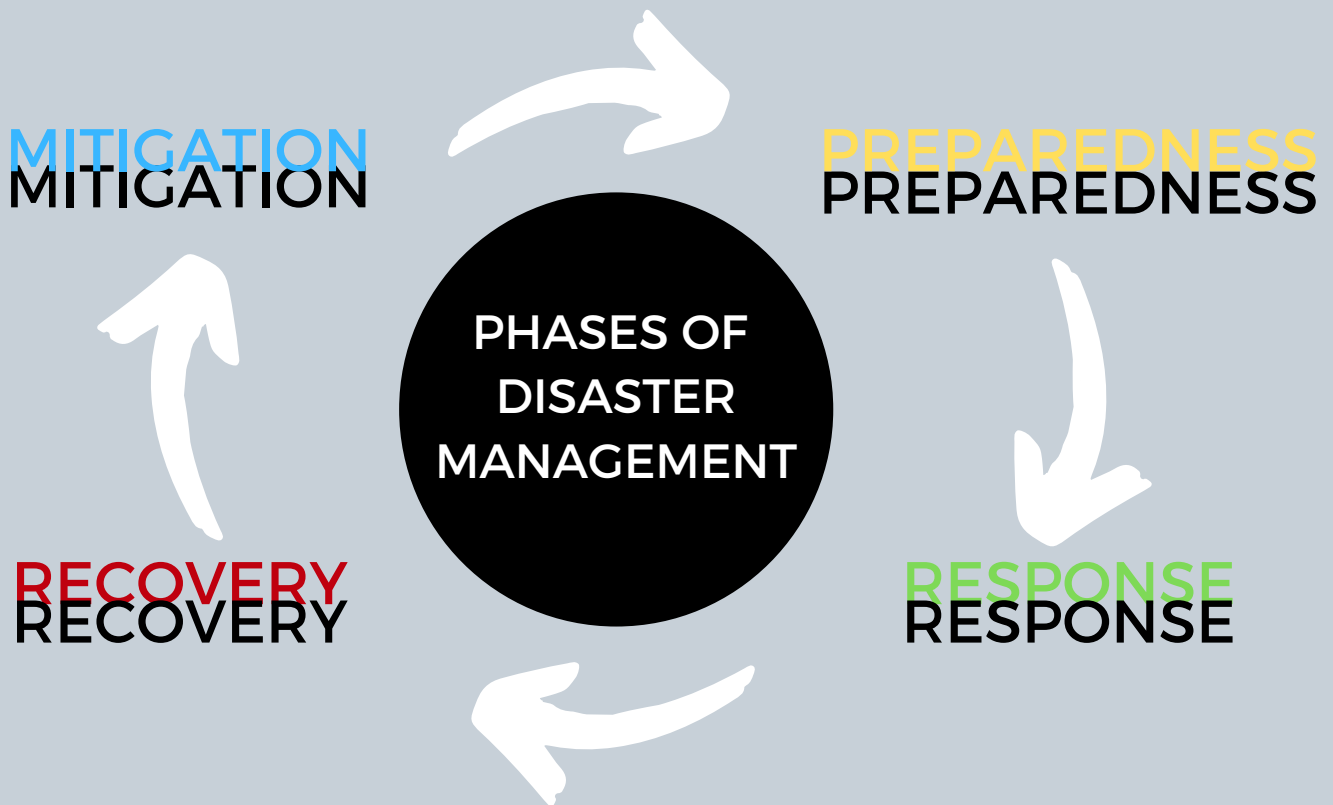 MITIGATION
MITIGATION
PREPAREDNESS
PREPAREDNESS
PHASES OF
DISASTER
MANAGEMENT
RECOVERY
RECOVERY
RESPONSE
RESPONSE